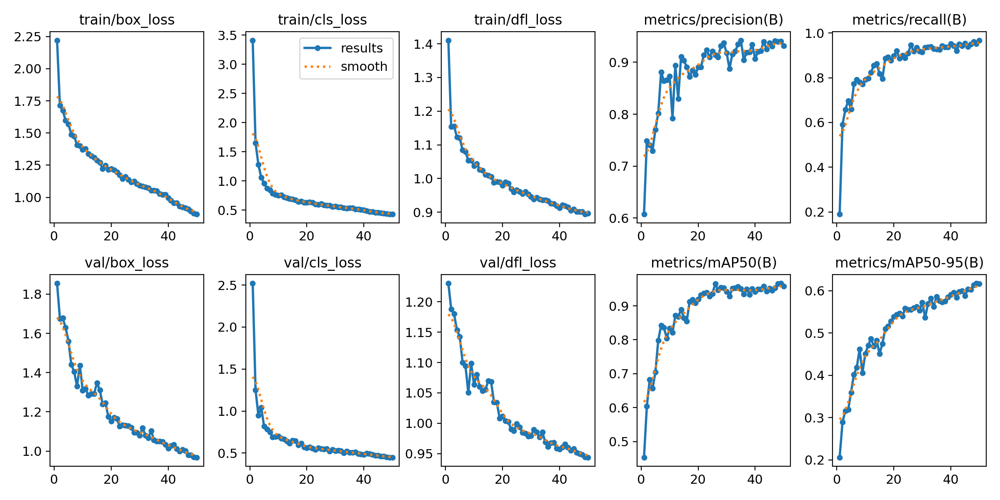 train/box_loss
2.25
2.00
1.75
1.50
1.25
1.00
0 20 40
train/cls_loss
results
smooth
3.5
3.0
2.5
2.0
1.5
1.0
0.5
0 20 40
train/dfl_loss
1.4
1.3
1.2
1.1
1.0
0.9
0 20 40
metrics/precision(B)
0.9
0.8
0.7
0.6
0 20 40
metrics/recall(B)
1.0
0.8
0.6
0.4
0.2
0 20 40
val/box_loss
1.8
1.6
1.4
1.2
1.0
0 20 40
val/cls_loss
2.5
2.0
1.5
1.0
0.5
0 20 40
val/dfl_loss
1.20
1.15
1.10
1.05
1.00
0.95
0 20 40
metrics/mAP50(B)
0.9
0.8
0.7
0.6
0.5
0 20 40
metrics/mAP50-95(B)
0.6
0.5
0.4
0.3
0.2
0 20 40